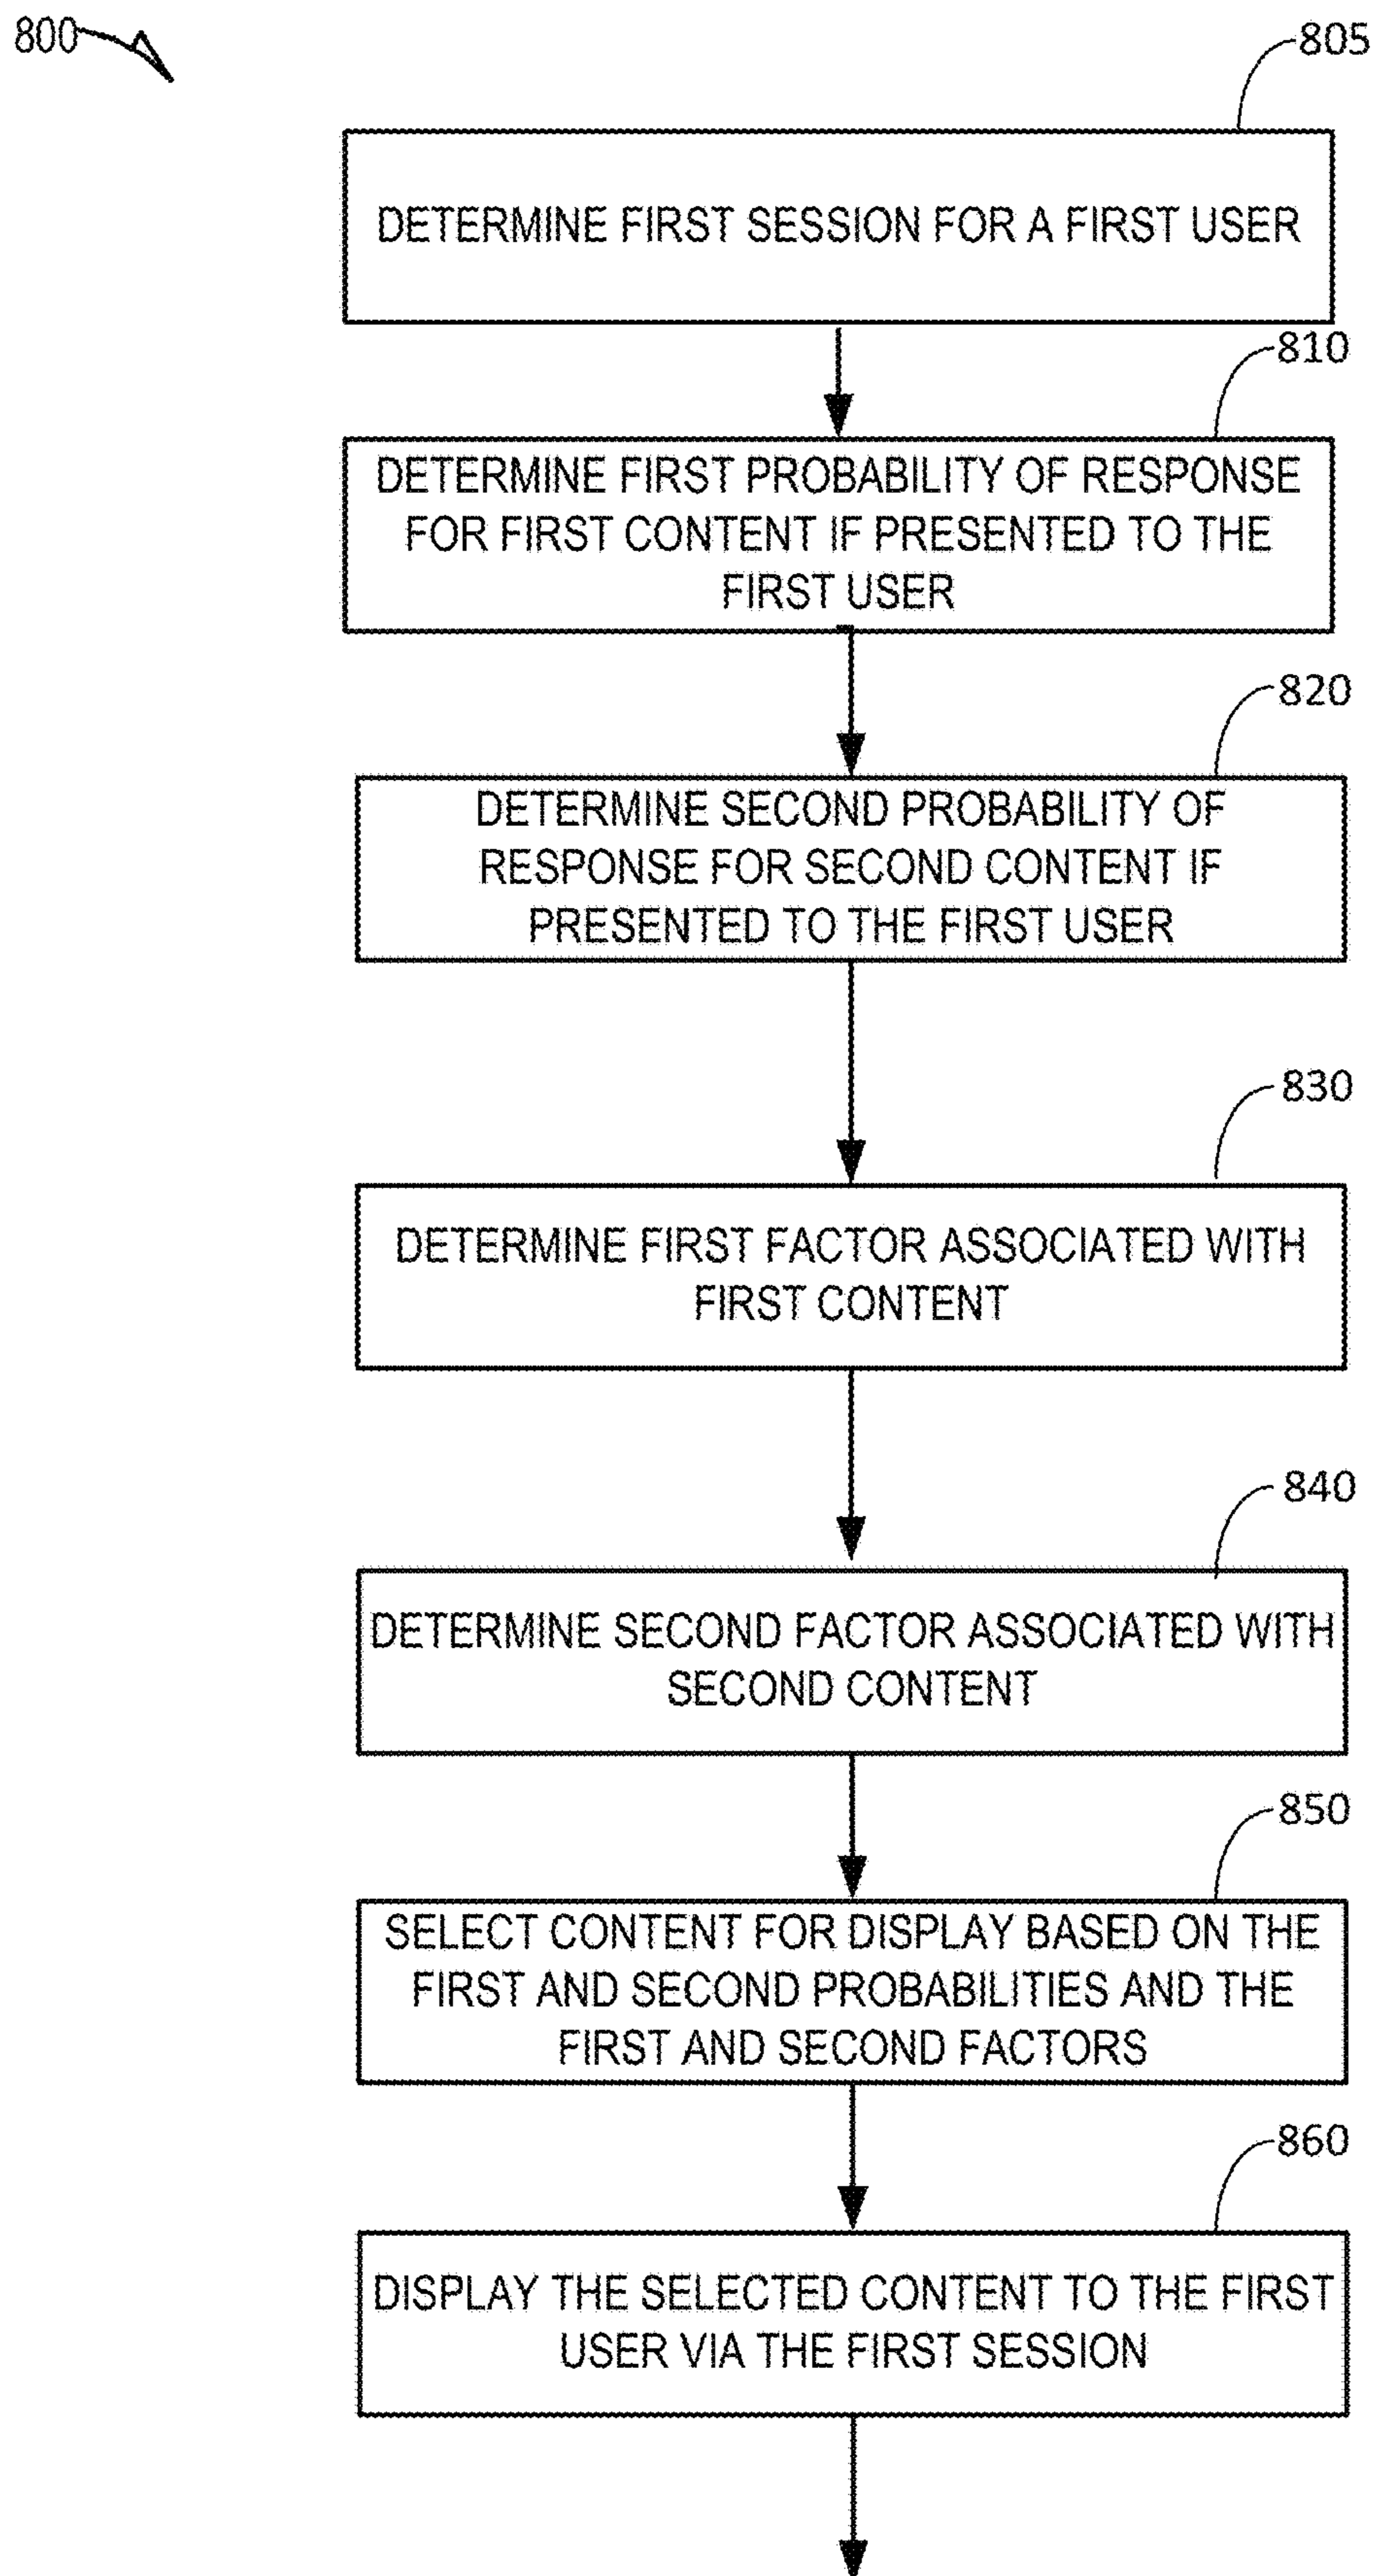 800
805
DETERMINE FIRST SESSION FOR A FIRST USER
810
DETERMINE FIRST PROBABILITY OF RESPONSE
FOR FIRST CONTENT IF PRESENTED TO THE
FIRST USER
820
DETERMINE SECOND PROBABILITY OF
RESPONSE FOR SECOND CONTENT IF
PRESENTED TO THE FIRST USER
830
DETERMINE FIRST FACTOR ASSOCIATED WITH
FIRST CONTENT
840
DETERMINE SECOND FACTOR ASSOCIATED WITH
SECOND CONTENT
850
SELECT CONTENT FOR DISPLAY BASED ON THE
FIRST AND SECOND PROBABILITIES AND THE
FIRST AND SECOND FACTORS
860
DISPLAY THE SELECTED CONTENT TO THE FIRST
USER VIA THE FIRST SESSION